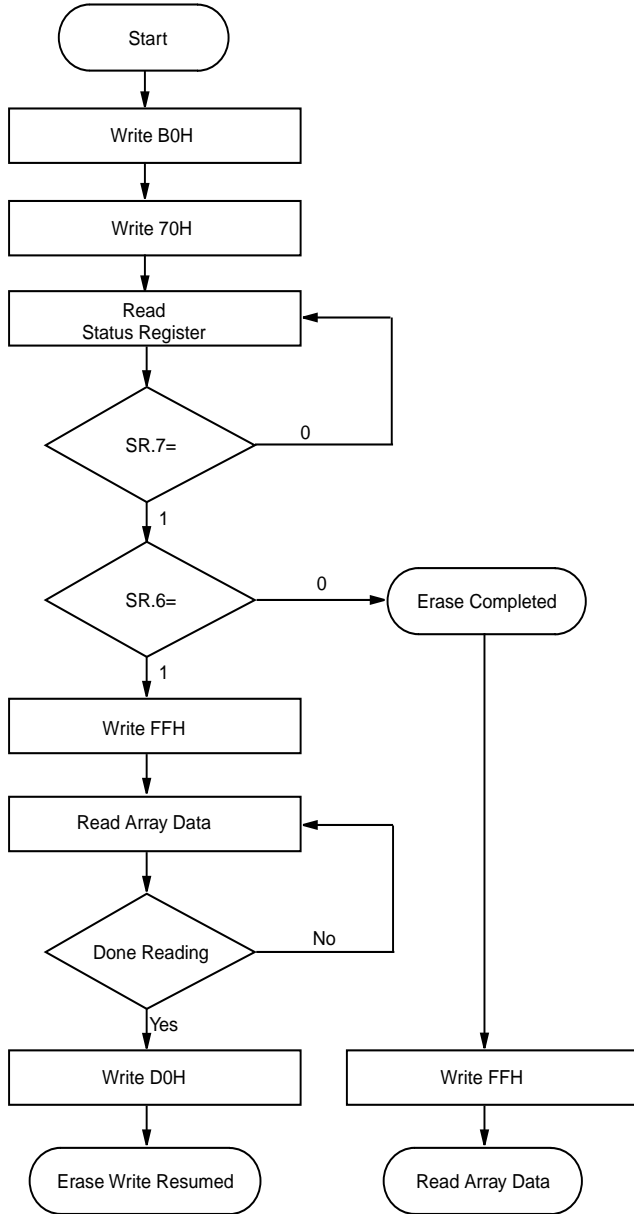 Start
Write B0H
Write 70H
Read
Status Register
SR.7=
0
1
SR.6=
0
Erase Completed
1
Write FFH
Read Array Data
Done Reading
No
Yes
Write D0H
Write FFH
Erase Write Resumed
Read Array Data